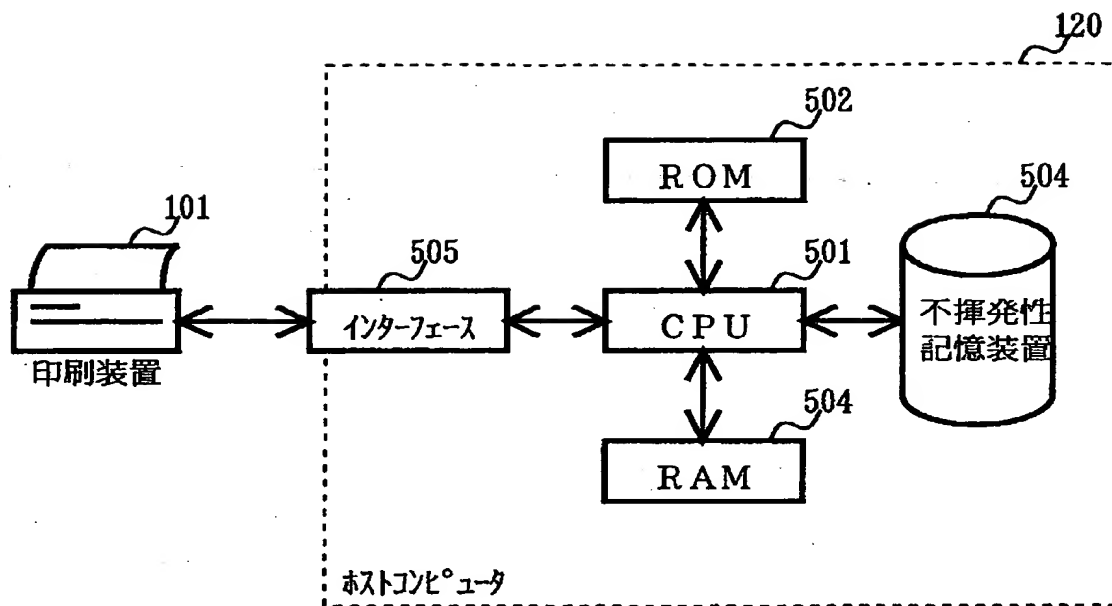 120
502
ROM
504
101
505
501
インターフェース
CPU
不揮発性
記憶装置
印刷装置
504
RAM
ホストコンピュータ